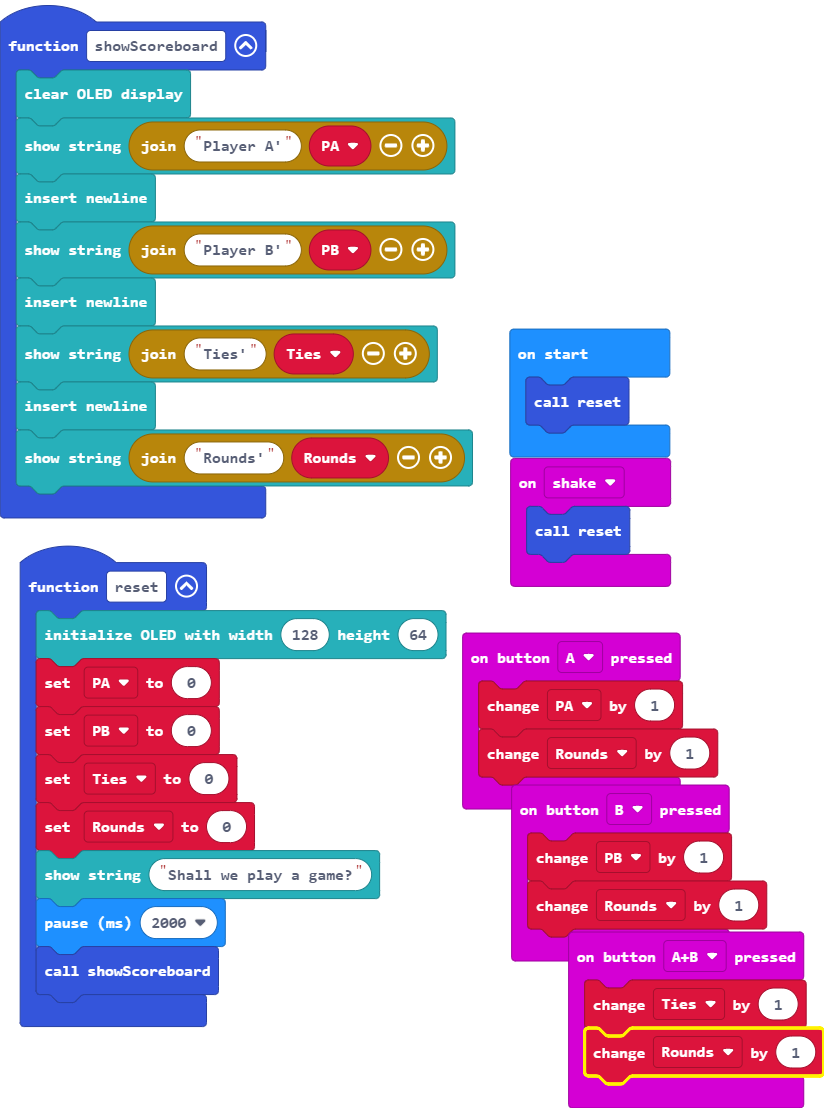 function showScoreboard
clear OLED display
show string join "Player A'" PA
insert newline
show string join "Player B'" PB
insert newline
show string join "Ties'" Ties
insert newline
show string join "Rounds'" Rounds
on start
call reset
on shake
call reset
function reset
initialize OLED with width 128 height 64
set PA to 0
set PB to 0
set Ties to 0
set Rounds to 0
show string "Shall we play a game?"
pause (ms) 2000
call showScoreboard
on button A pressed
change PA by 1
change Rounds by 1
on button B pressed
change PB by 1
change Rounds by 1
on button A+B pressed
change Ties by 1
change Rounds by 1